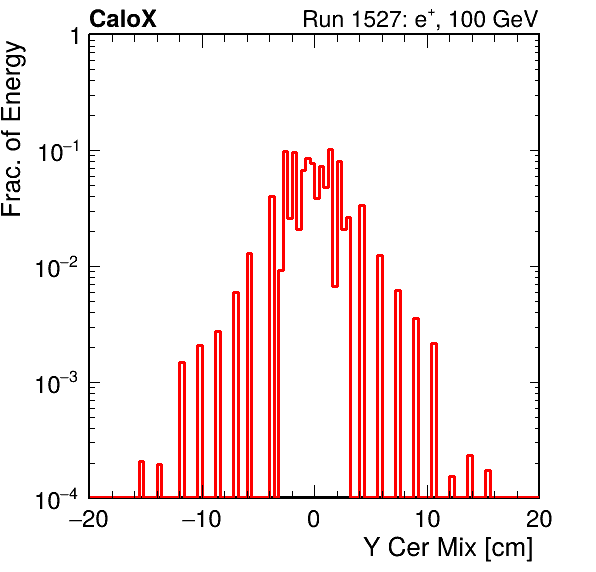 CaloX Run 1527: e⁺, 100 GeV
Frac. of Energy
1
10⁻¹
10⁻²
10⁻³
10⁻⁴
−20 −10 0 10 20
Y Cer Mix [cm]